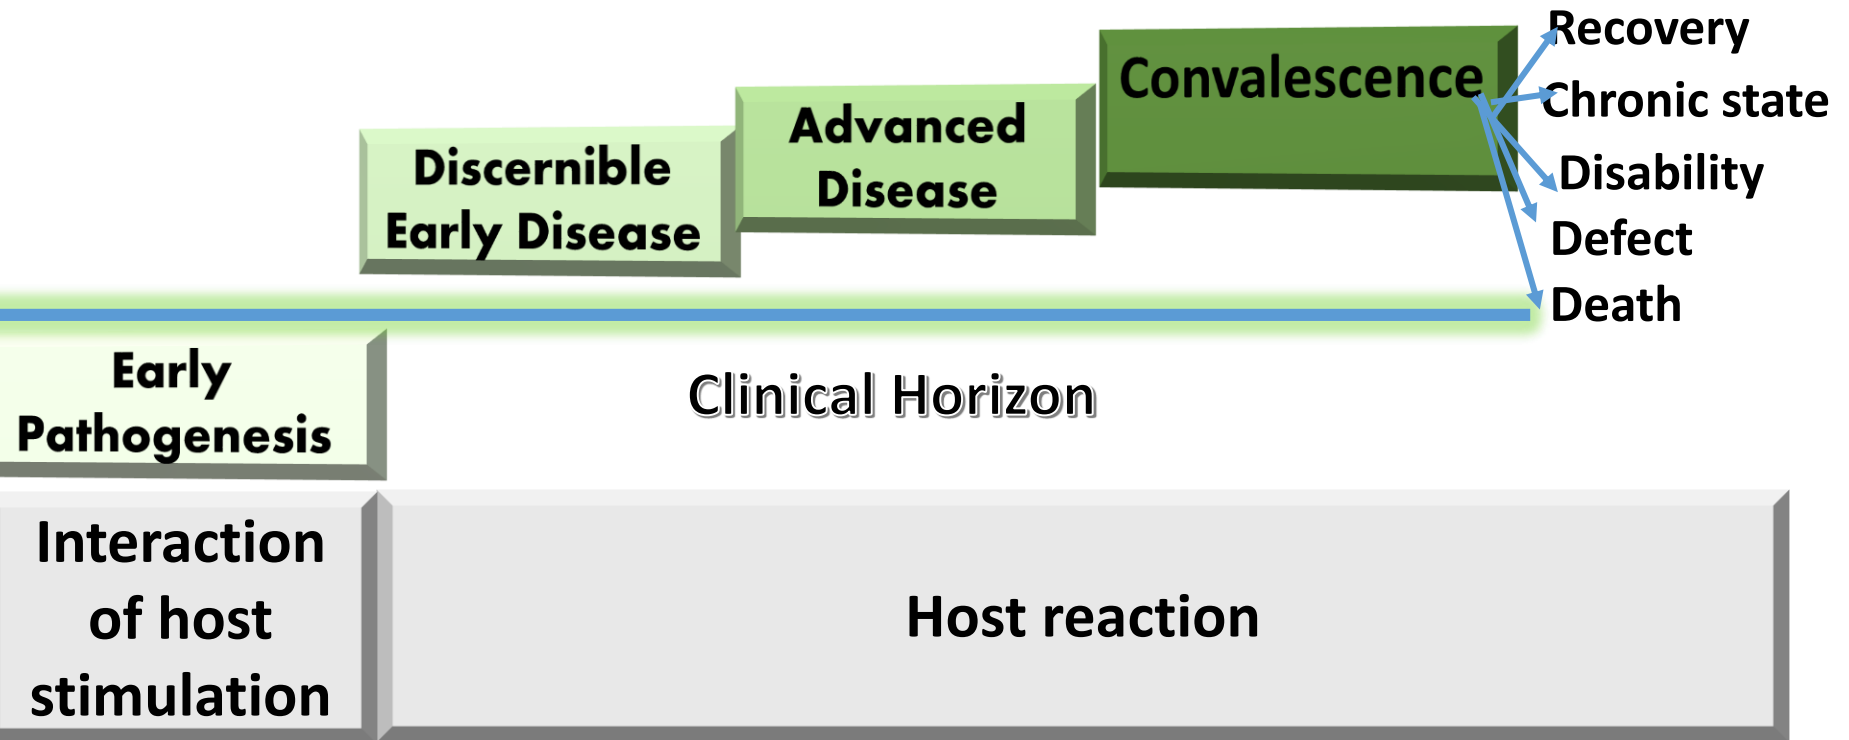 Recovery
Convalescence
Chronic state
Advanced
Disease
Disability
Discernible
Early Disease
Defect
Death
Early
Pathogenesis
Clinical Horizon
Interaction
of host
stimulation
Host reaction